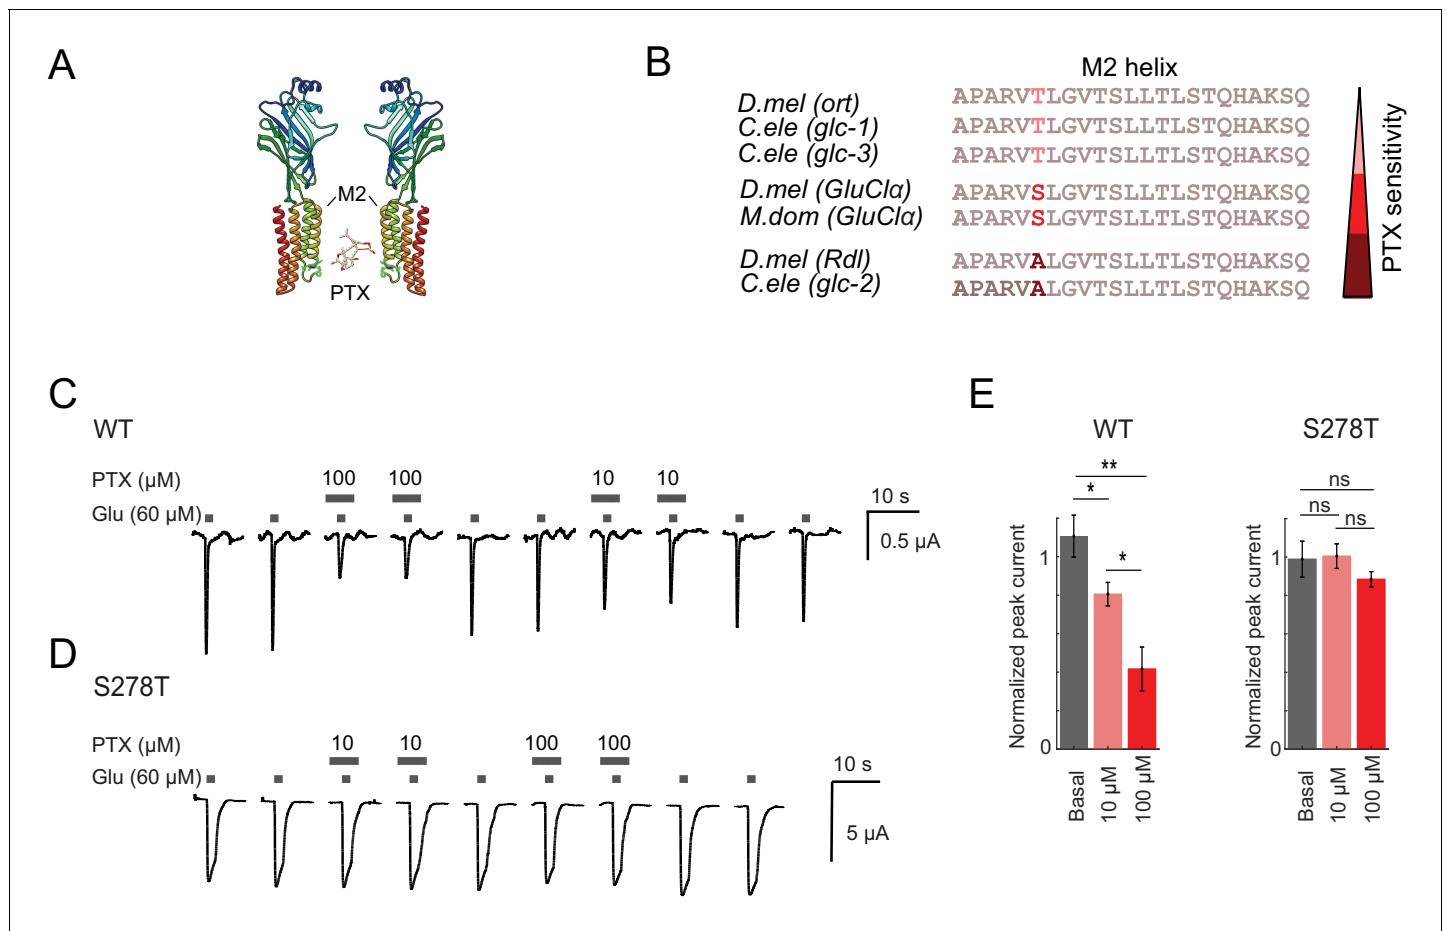 A
M2
PTX
B
M2 helix
D.mel (ort) APARVTLGVTSLLTLSTQHAKSQ
C.ele (glc-1) APARVTLGVTSLLTLSTQHAKSQ
C.ele (glc-3) APARVTLGVTSLLTLSTQHAKSQ
D.mel (GluClα) APARVSLGVTSLLTLSTQHAKSQ
M.dom (GluClα) APARVSLGVTSLLTLSTQHAKSQ
D.mel (Rdl) APARVALGVTSLLTLSTQHAKSQ
C.ele (glc-2) APARVALGVTSLLTLSTQHAKSQ
PTX sensitivity
C
WT
PTX (µM) 100 100 10 10
Glu (60 µM)
10 s
0.5 µA
D
S278T
PTX (µM) 10 10 100 100
Glu (60 µM)
10 s
5 µA
E
WT
**
*
*
Normalized peak current
1
0
Basal
10 µM
100 µM
S278T
ns
ns
ns
Normalized peak current
1
0
Basal
10 µM
100 µM